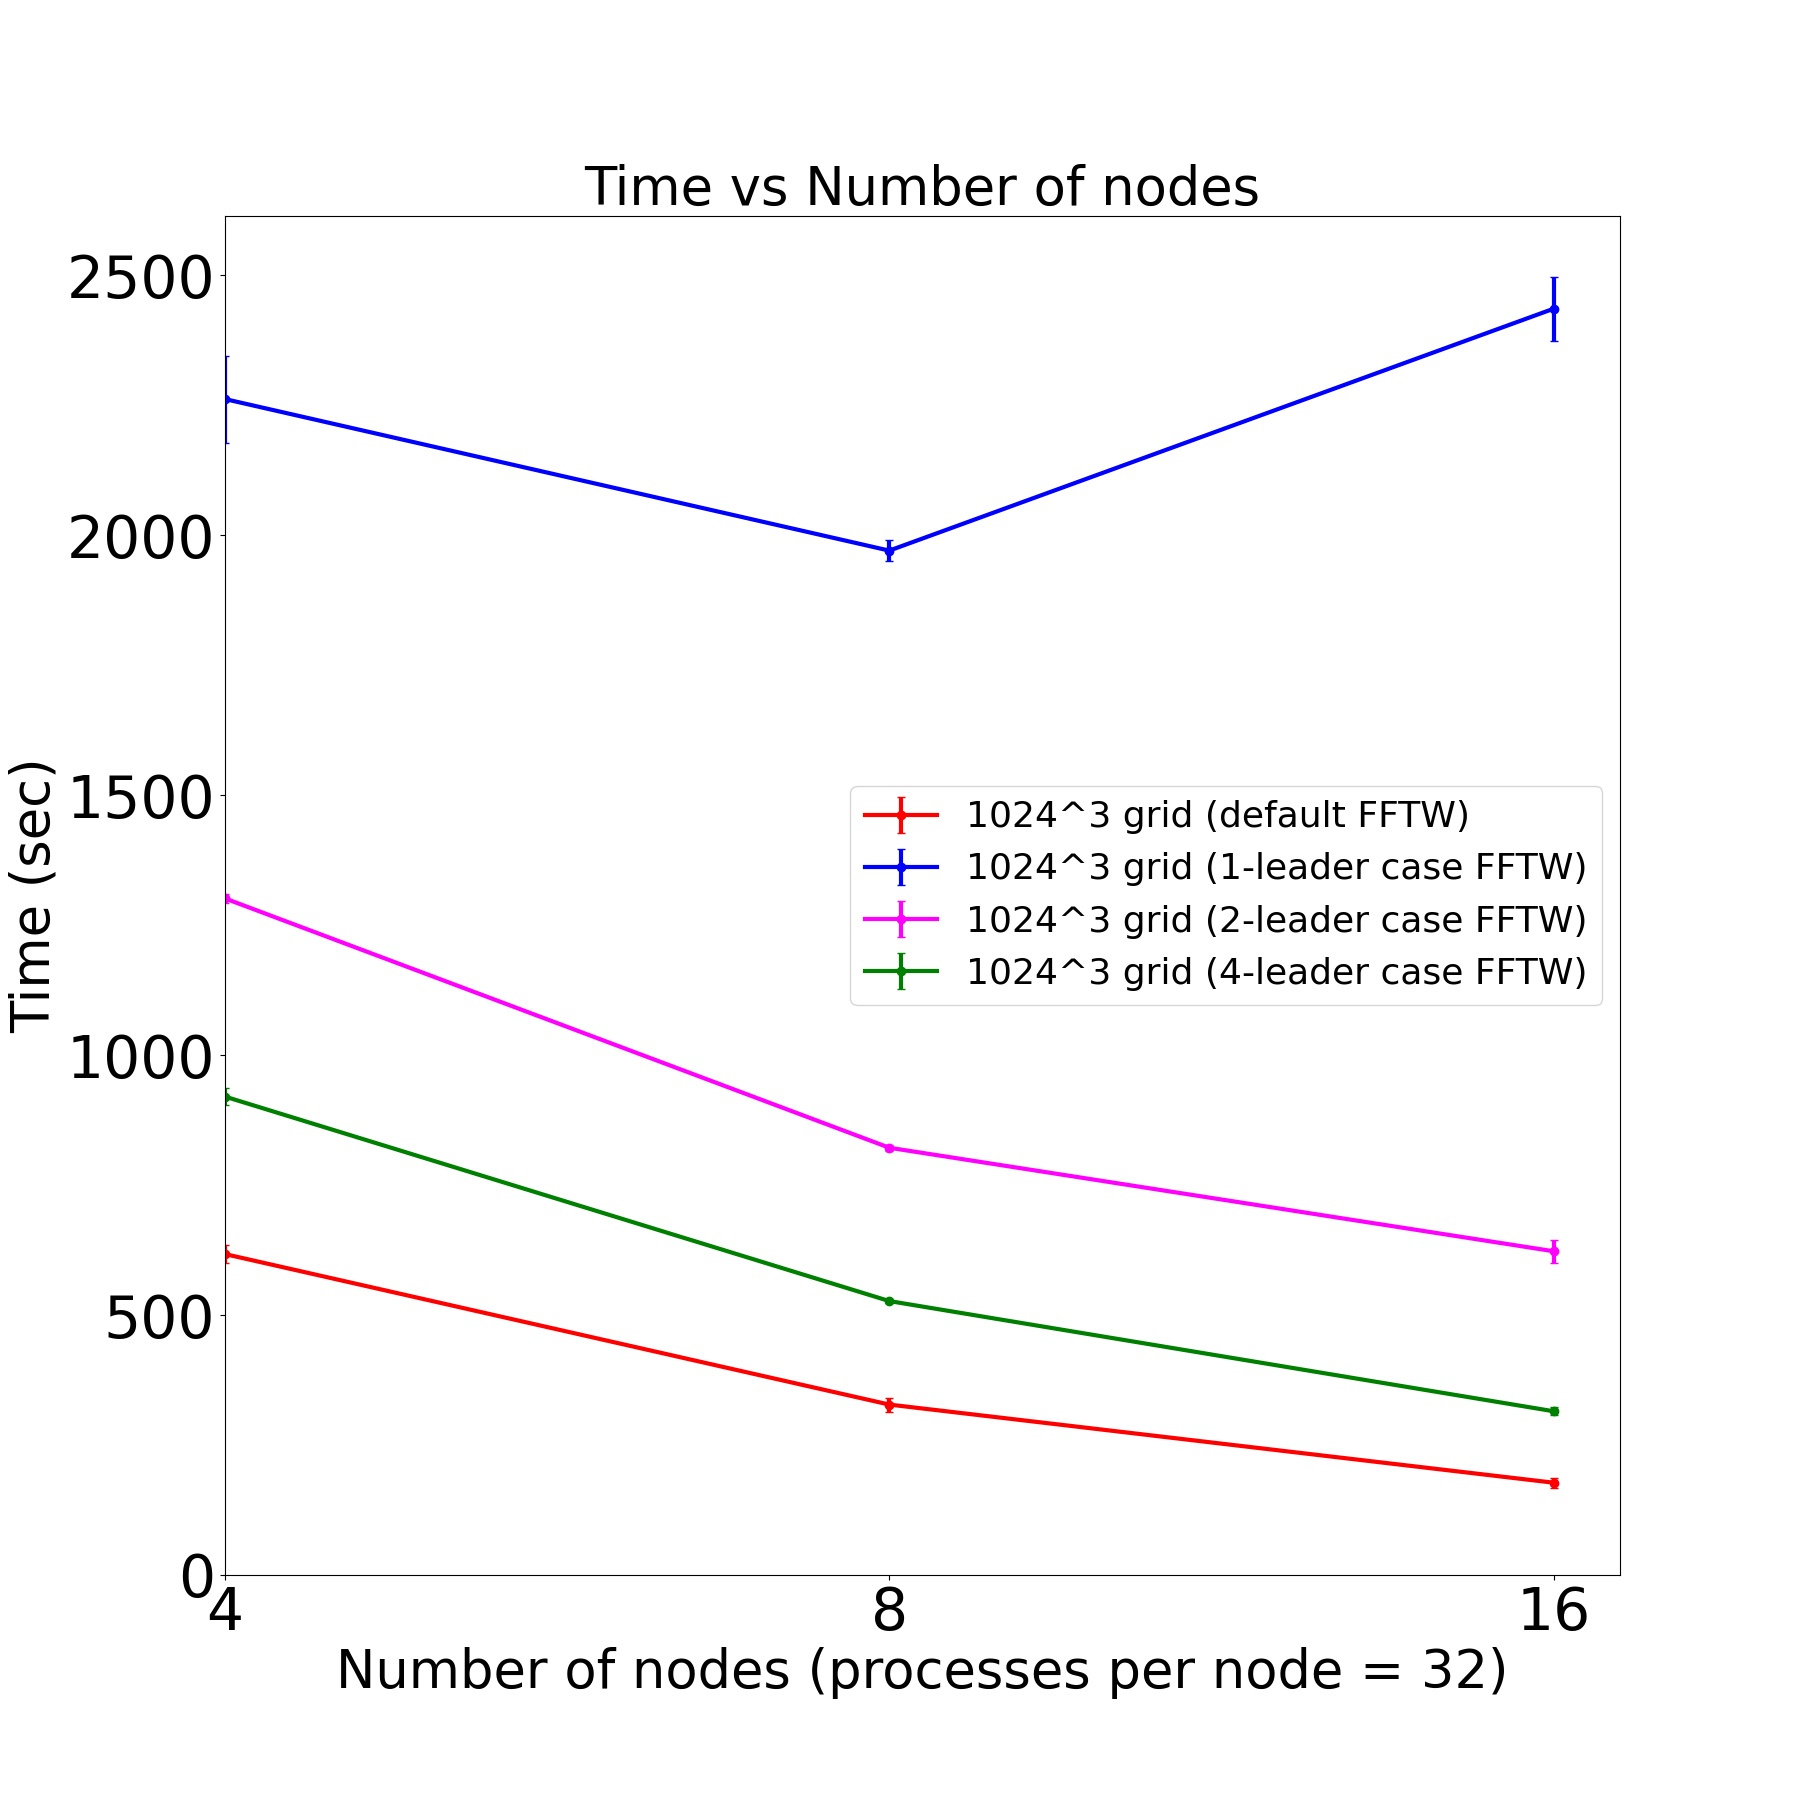 Time vs Number of nodes
2500
2000
1500
1000
500
0
Time (sec)
1024^3 grid (default FFTW)
1024^3 grid (1-leader case FFTW)
1024^3 grid (2-leader case FFTW)
1024^3 grid (4-leader case FFTW)
4 8 16
Number of nodes (processes per node = 32)